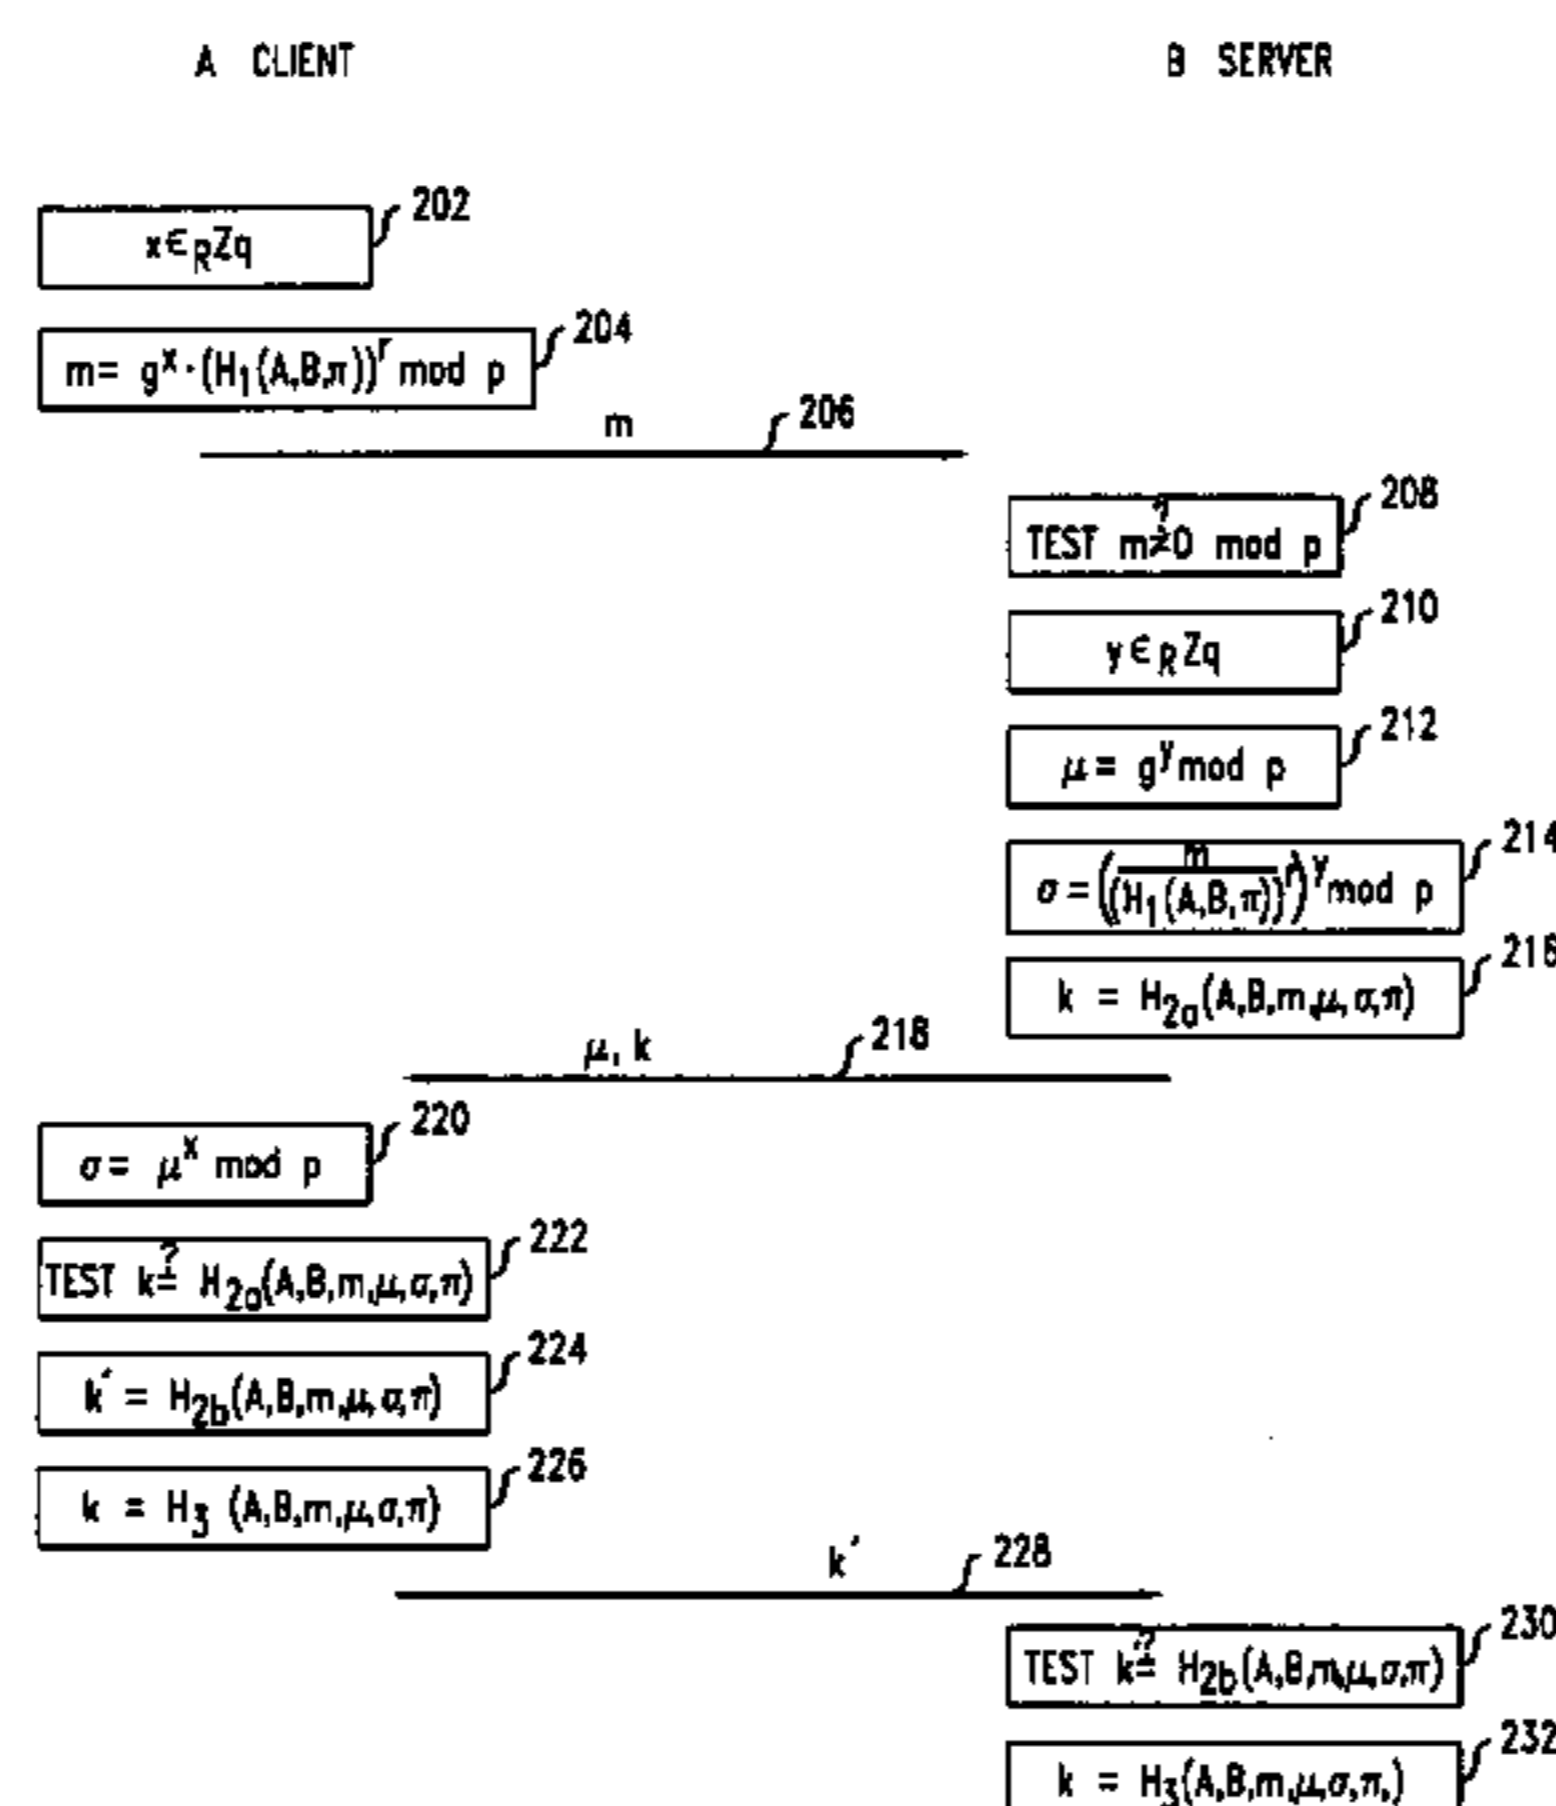 A CLIENT
B SERVER
202
x∈RZq
204
m= g^x·(H1(A,B,π))^r mod p
m
206
208
TEST m≠?0 mod p
210
y∈RZq
212
μ= g^y mod p
214
σ=(m/((H1(A,B,π))^r))^y mod p
216
k = H2a(A,B,m,μ,σ,π)
μ, k
218
220
σ= μ^x mod p
222
TEST k=? H2a(A,B,m,μ,σ,π)
224
k′ = H2b(A,B,m,μ,σ,π)
226
k = H3 (A,B,m,μ,σ,π)
k′
228
230
TEST k=? H2b(A,B,m,μ,σ,π)
232
k = H3(A,B,m,μ,σ,π,)